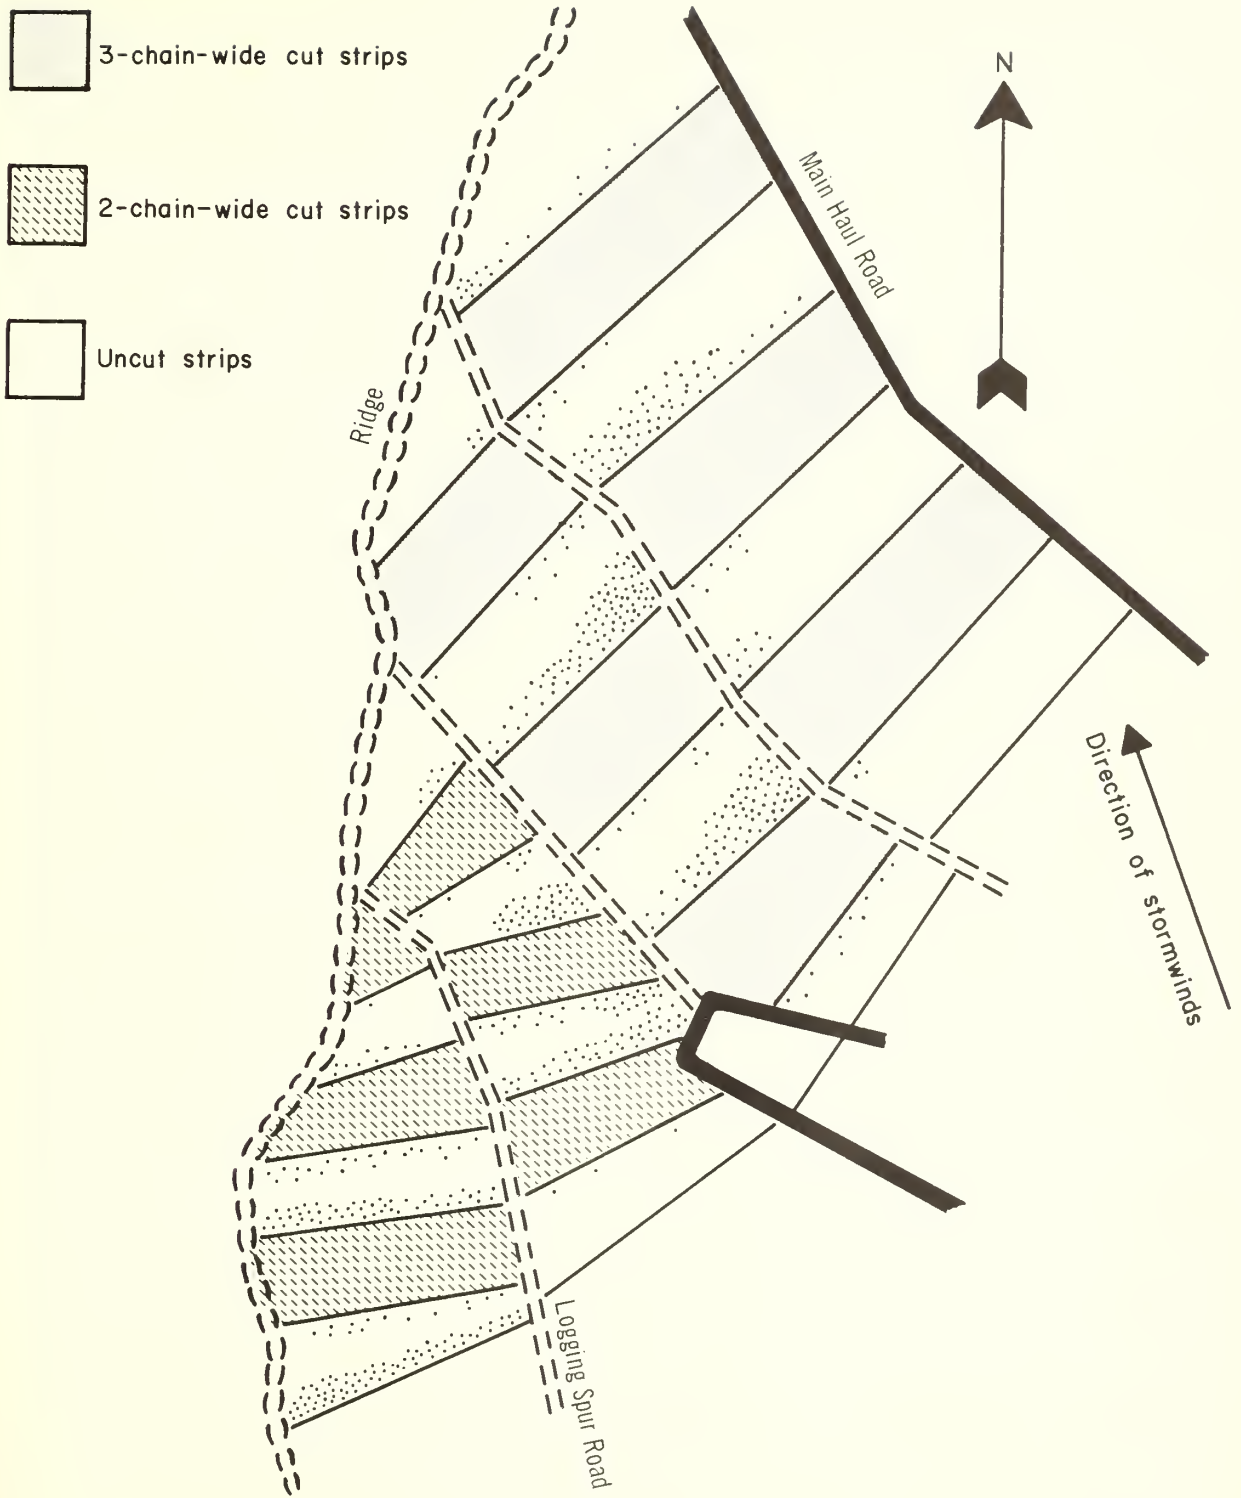 3-chain-wide cut strips
2-chain-wide cut strips
Uncut strips
N
Main Haul Road
Ridge
Direction of stormwinds
Logging Spur Road